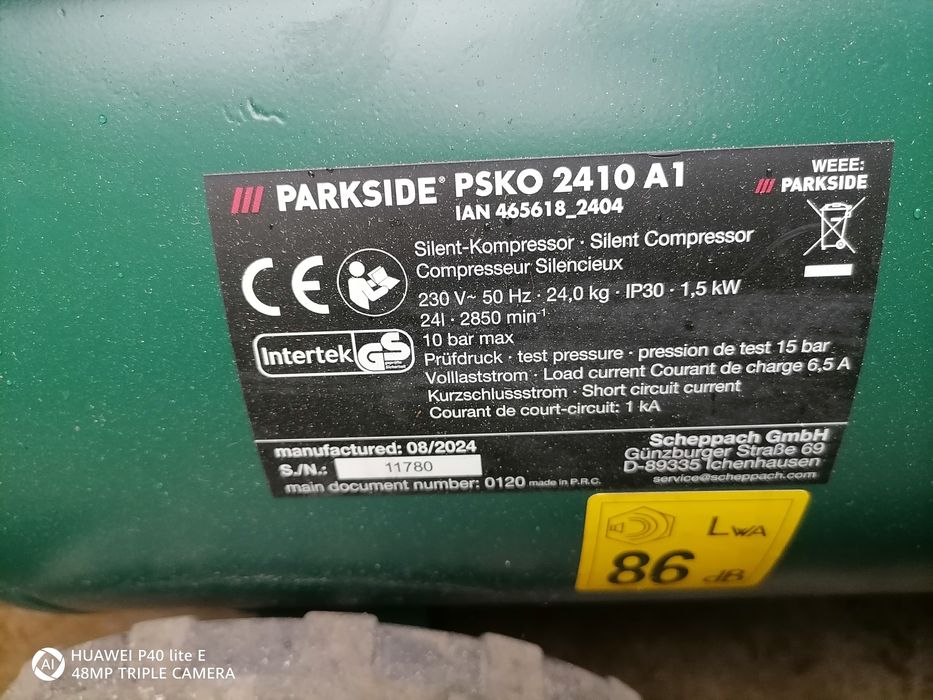 PARKSIDE® PSKO 2410 A1
IAN 465618_2404
WEEE:
PARKSIDE
Silent-Kompressor · Silent Compressor
Compresseur Silencieux
230 V~ 50 Hz · 24,0 kg · IP30 · 1,5 kW
24l · 2850 min⁻¹
10 bar max
Prüfdruck · test pressure · pression de test 15 bar
Volllaststrom · Load current Courant de charge 6,5 A
Kurzschlussstrom · Short circuit current
Courant de court-circuit: 1 kA
CE
Intertek GS
manufactured: 08/2024
S./N.: 11780
main document number: 0120 made in P.R.C.
Scheppach GmbH
Günzburger Straße 69
D-89335 Ichenhausen
service@scheppach.com
LWA
86 dB
AI
HUAWEI P40 lite E
48MP TRIPLE CAMERA